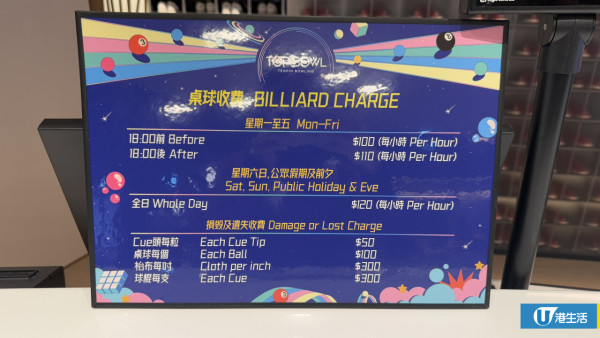 TOP BOWL
TENPIN BOWLING
桌球收費 BILLIARD CHARGE
星期一至五 Mon-Fri
18:00前 Before $100 (每小時 Per Hour)
18:00後 After $110 (每小時 Per Hour)
星期六日,公眾假期及前夕
Sat, Sun, Public Holiday & Eve
全日 Whole Day $120 (每小時 Per Hour)
損毀及遺失收費 Damage or Lost Charge
Cue頭每粒 Each Cue Tip $50
桌球每個 Each Ball $100
枱布每吋 Cloth per inch $300
球棍每支 Each Cue $300
U 港生活